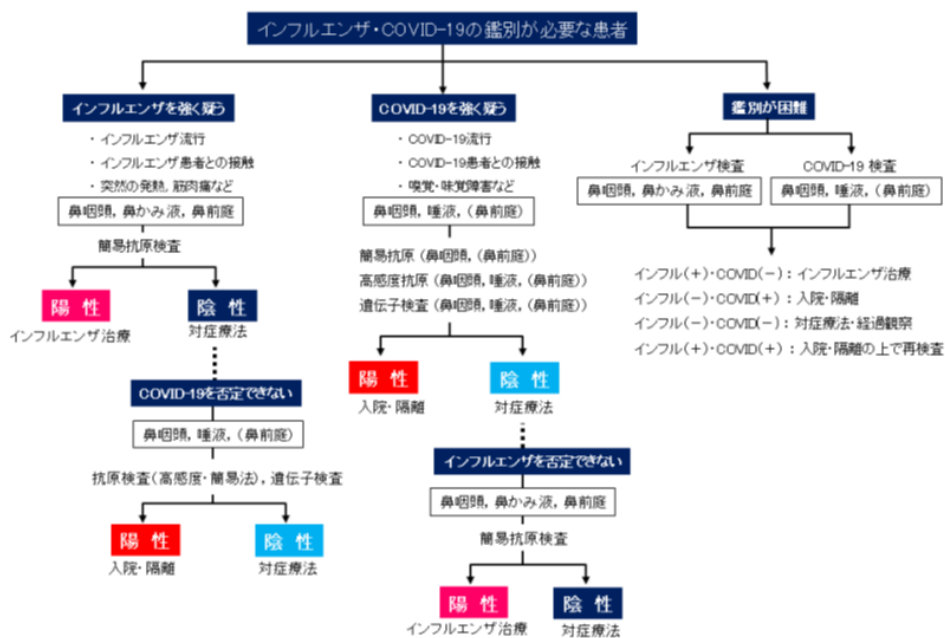 インフルエンザ・COVID-19の鑑別が必要な患者
インフルエンザを強く疑う
・インフルエンザ流行
・インフルエンザ患者との接触
・突然の発熱, 筋肉痛など
鼻咽頭, 鼻かみ液, 鼻前庭
簡易抗原検査
陽 性
インフルエンザ治療
陰 性
対症療法
COVID-19を否定できない
鼻咽頭, 唾液, (鼻前庭)
抗原検査(高感度・簡易法), 遺伝子検査
陽 性
入院・隔離
陰 性
対症療法
COVID-19を強く疑う
・COVID-19流行
・COVID-19患者との接触
・嗅覚・味覚障害など
鼻咽頭, 唾液, (鼻前庭)
簡易抗原 (鼻咽頭, (鼻前庭))
高感度抗原 (鼻咽頭, 唾液, (鼻前庭))
遺伝子検査 (鼻咽頭, 唾液, (鼻前庭))
陽 性
入院・隔離
陰 性
対症療法
インフルエンザを否定できない
鼻咽頭, 鼻かみ液, 鼻前庭
簡易抗原検査
陽 性
インフルエンザ治療
陰 性
対症療法
鑑別が困難
インフルエンザ検査
鼻咽頭, 鼻かみ液, 鼻前庭
COVID-19 検査
鼻咽頭, 唾液, (鼻前庭)
インフル(+)・COVID(-) : インフルエンザ治療
インフル(-)・COVID(+) : 入院・隔離
インフル(-)・COVID(-) : 対症療法・経過観察
インフル(+)・COVID(+) : 入院・隔離の上で再検査